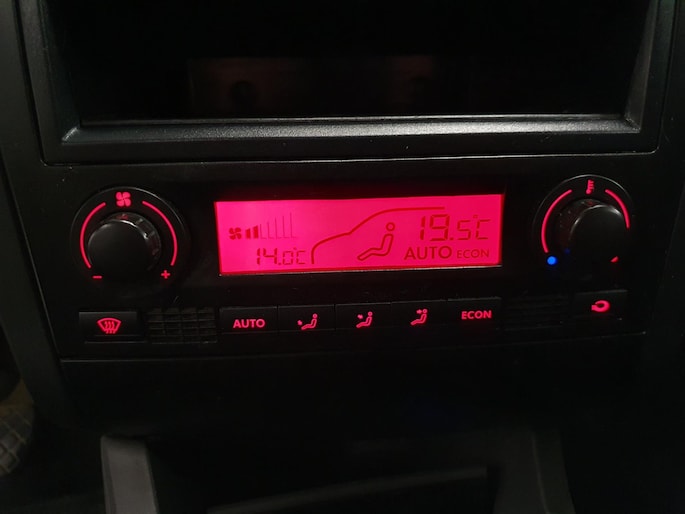 19.5°C
14.0°C
AUTO ECON
- +
AUTO ECON